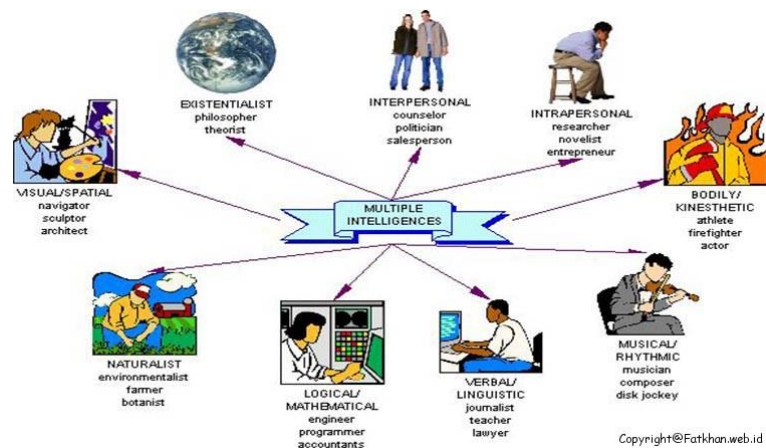 EXISTENTIALIST
philosopher
theorist
INTERPERSONAL
counselor
politician
salesperson
INTRAPERSONAL
researcher
novelist
entrepreneur
VISUAL/SPATIAL
navigator
sculptor
architect
MULTIPLE
INTELLIGENCES
BODILY/
KINESTHETIC
athlete
firefighter
actor
NATURALIST
environmentalist
farmer
botanist
LOGICAL/
MATHEMATICAL
engineer
programmer
accountants
VERBAL/
LINGUISTIC
journalist
teacher
lawyer
MUSICAL/
RHYTHMIC
musician
composer
disk jockey
Copyright@Fatkhan.web.id